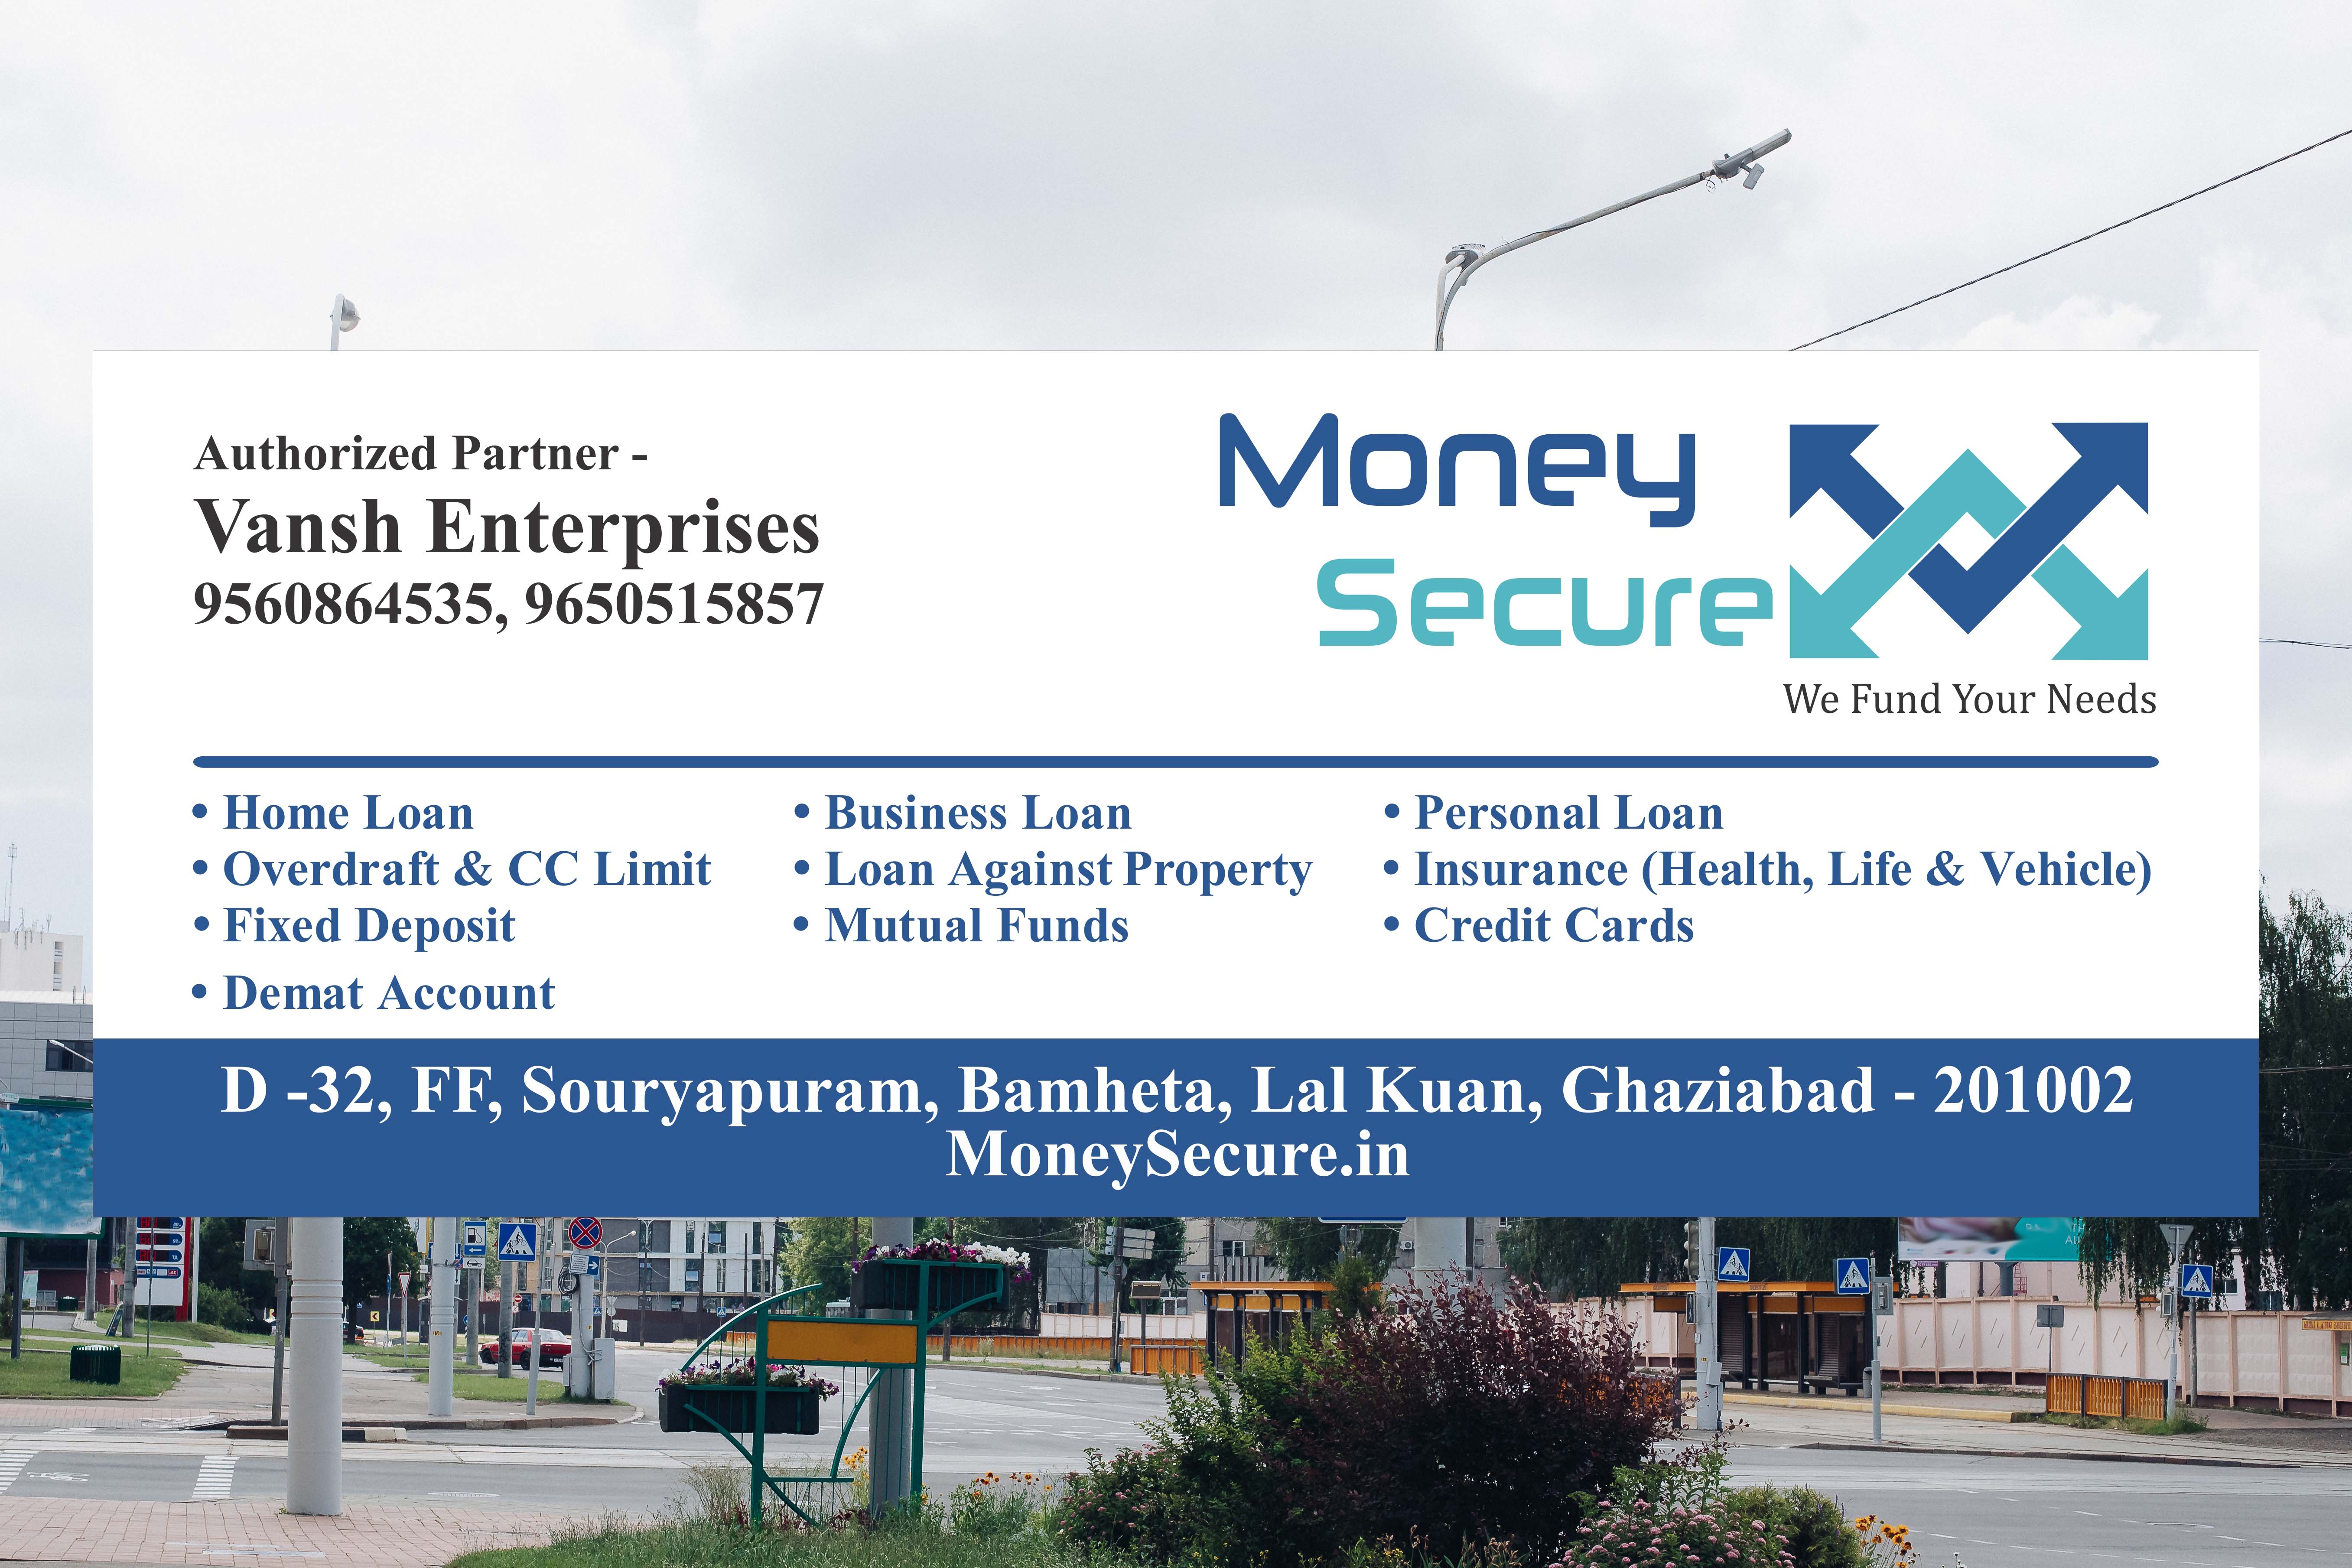 Authorized Partner -
Vansh Enterprises
9560864535, 9650515857
Money
Secure
We Fund Your Needs
• Home Loan
• Business Loan
• Personal Loan
• Overdraft & CC Limit
• Loan Against Property
• Insurance (Health, Life & Vehicle)
• Fixed Deposit
• Mutual Funds
• Credit Cards
• Demat Account
D -32, FF, Souryapuram, Bamheta, Lal Kuan, Ghaziabad - 201002
MoneySecure.in